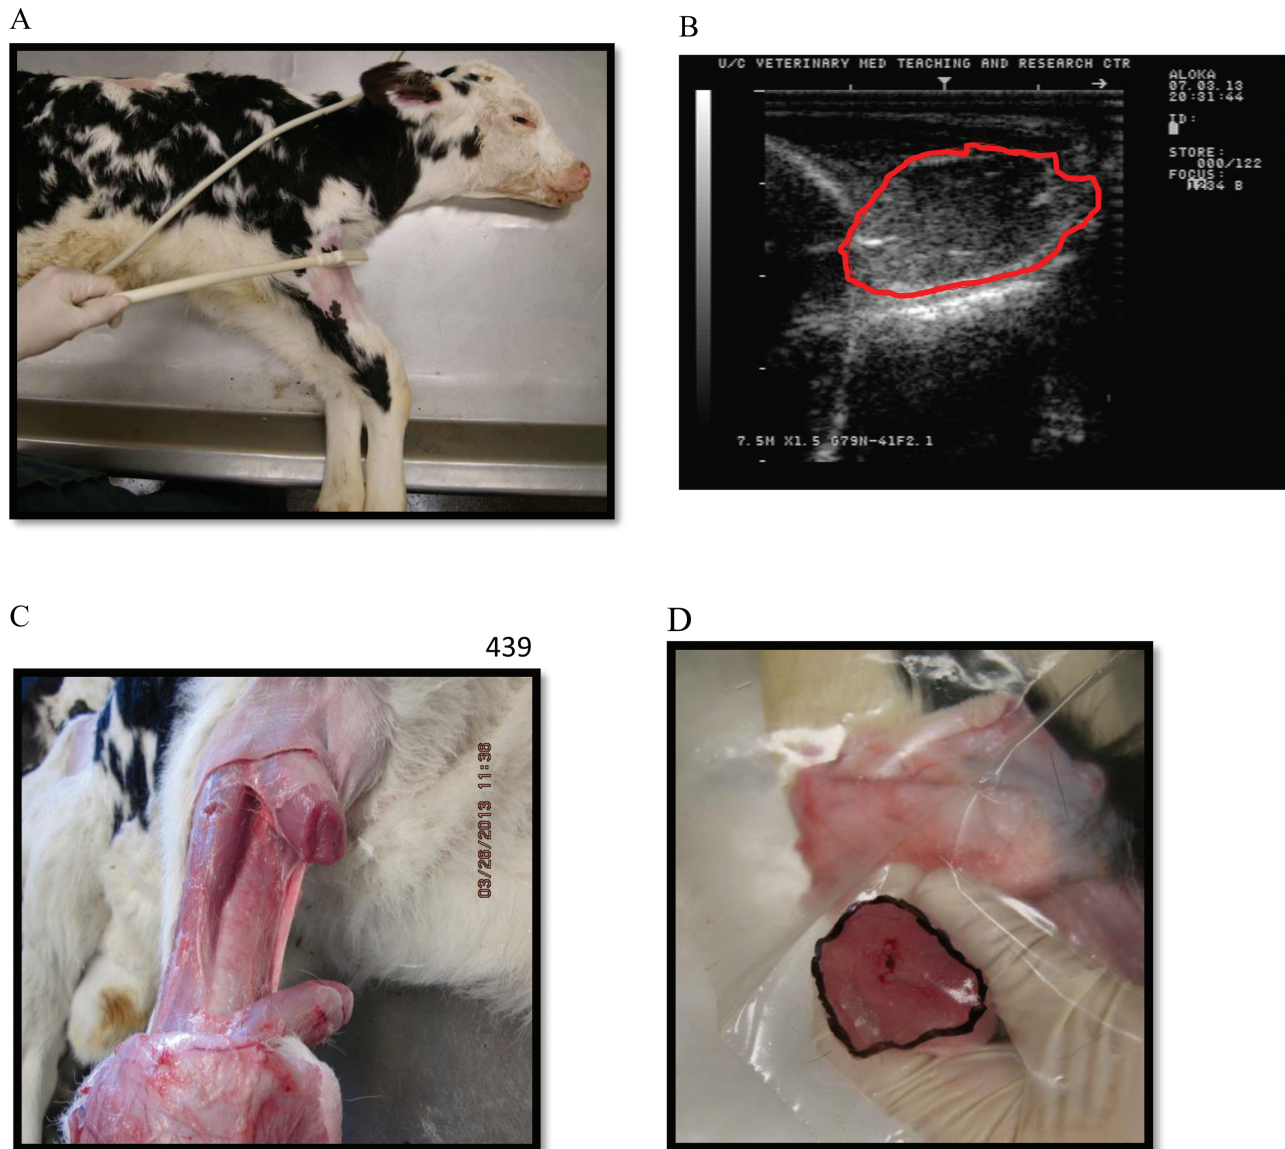 A
B
U/C VETERINARY MED TEACHING AND RESEARCH CTR
ALOKA
07.03.13
20:31:44
ID:
STORE:
000/122
FOCUS:
B
7.5M X1.5 G79N-41F2.1
C
439
03/26/2013 11:36
D